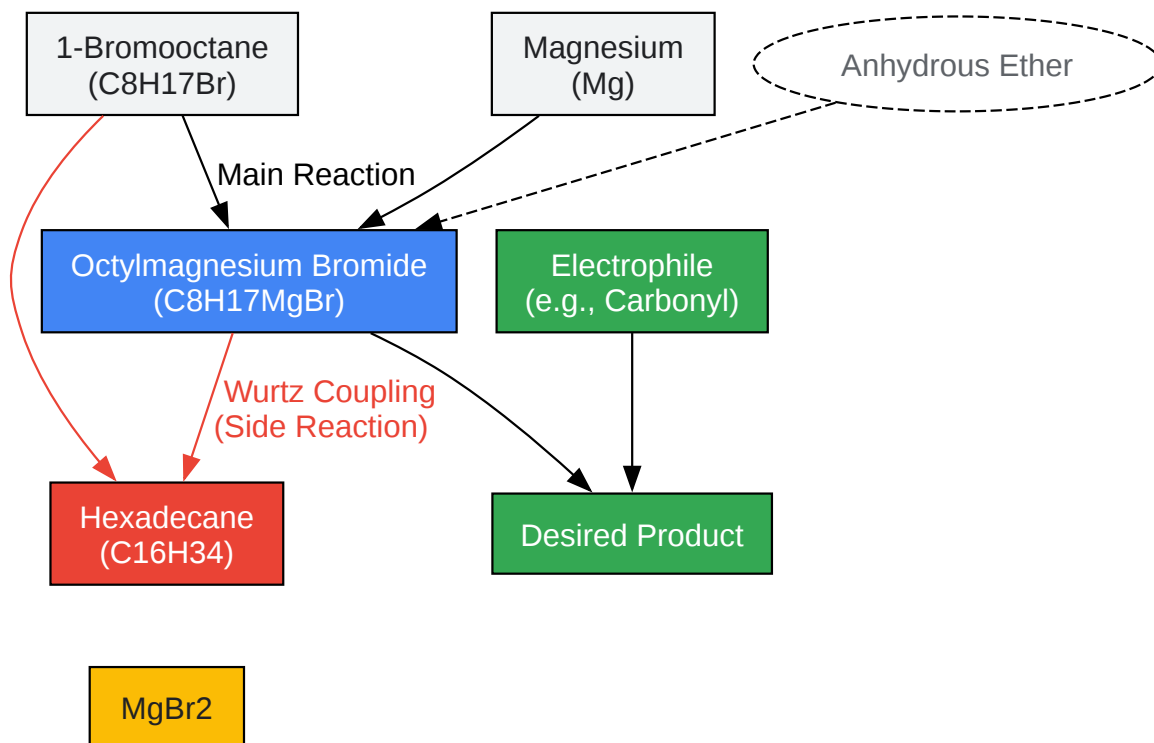 1-Bromooctane
(C8H17Br)
Magnesium
(Mg)
Anhydrous Ether
Main Reaction
Octylmagnesium Bromide
(C8H17MgBr)
Electrophile
(e.g., Carbonyl)
Wurtz Coupling
(Side Reaction)
Hexadecane
(C16H34)
Desired Product
MgBr2